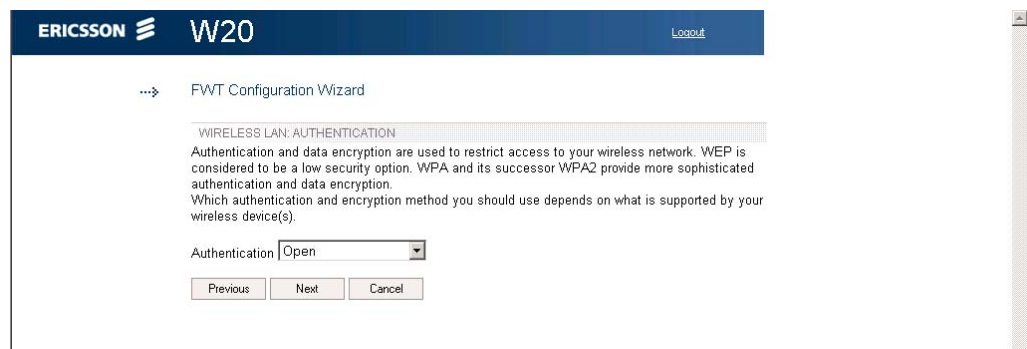 ERICSSON W20 Logout
FWT Configuration Wizard
WIRELESS LAN: AUTHENTICATION
Authentication and data encryption are used to restrict access to your wireless network. WEP is
considered to be a low security option. WPA and its successor WPA2 provide more sophisticated
authentication and data encryption.
Which authentication and encryption method you should use depends on what is supported by your
wireless device(s).
Authentication Open
Previous Next Cancel